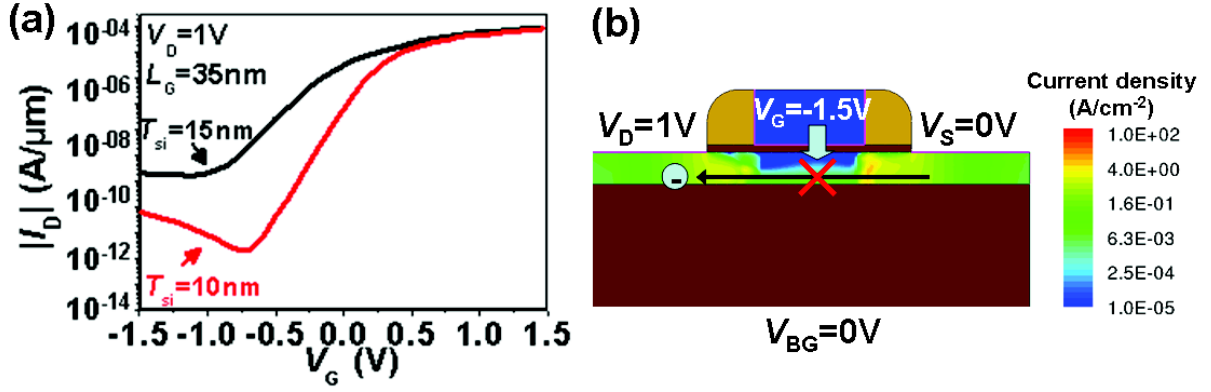 (a)
10^-04
10^-06
10^-08
10^-10
10^-12
10^-14
|I_D| (A/μm)
V_D=1V
L_G=35nm
T_si=15nm
T_si=10nm
-1.5 -1.0 -0.5 0.0 0.5 1.0 1.5
V_G (V)
(b)
V_D=1V
V_G=-1.5V
V_S=0V
-
V_BG=0V
Current density
(A/cm^-2)
1.0E+02
4.0E+00
1.6E-01
6.3E-03
2.5E-04
1.0E-05